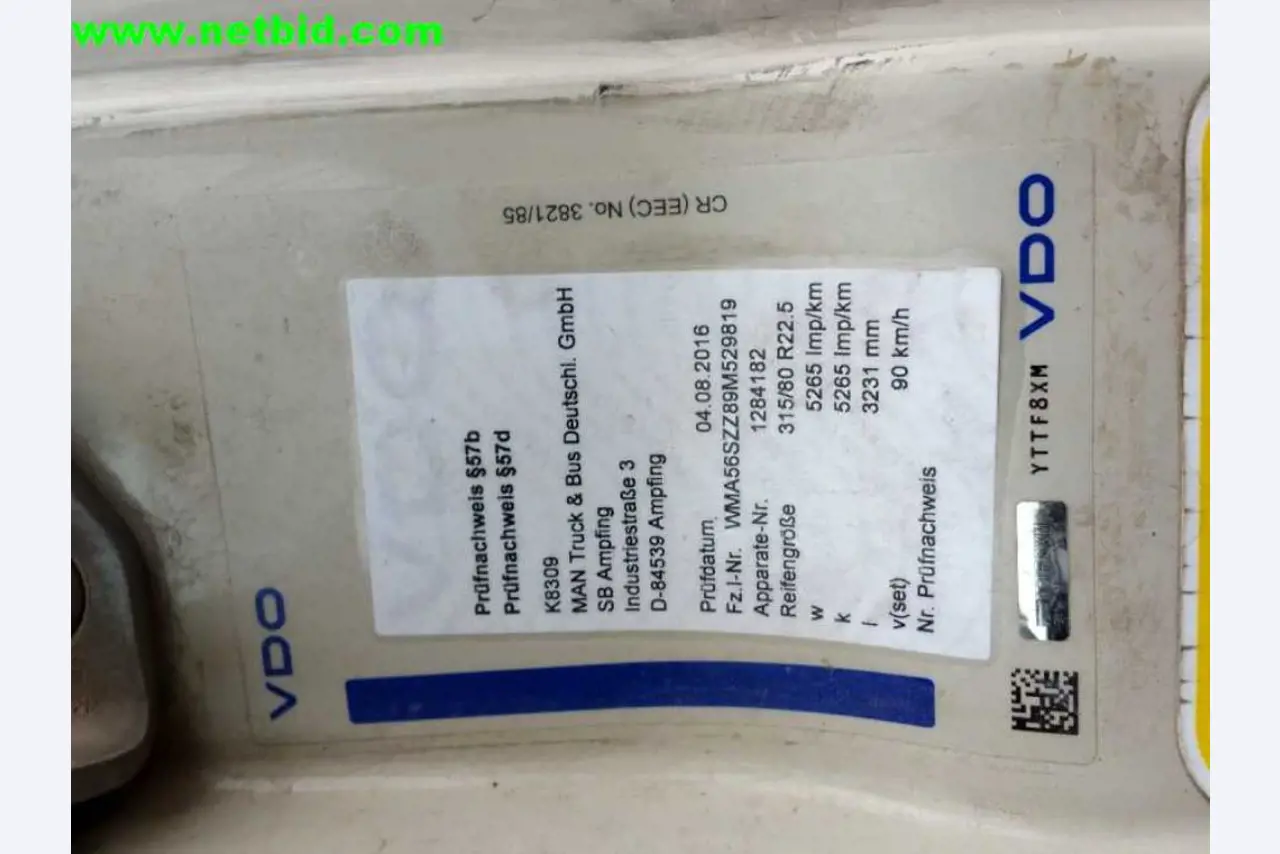 www.netbid.com
CR (EEC) No. 3821/85
VDO
Prüfnachweis §57b
Prüfnachweis §57d
K8309
MAN Truck & Bus Deutschl. GmbH
SB Ampfing
Industriestraße 3
D-84539 Ampfing
Prüfdatum 04.08.2016
Fz.I-Nr. WMA56SZZ89M529819
Apparate-Nr. 1284182
Reifengröße 315/80 R22.5
w 5265 Imp/km
k 5265 Imp/km
l 3231 mm
v(set) 90 km/h
Nr. Prüfnachweis
YTTF8XM VDO